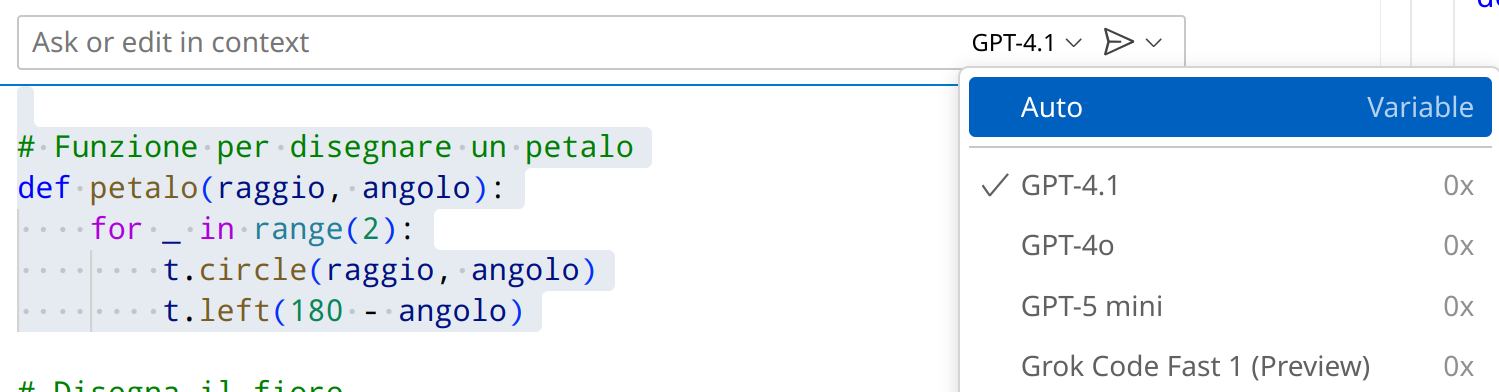 Ask or edit in context
GPT-4.1
Auto Variable
GPT-4.1 0x
GPT-4o 0x
GPT-5 mini 0x
Grok Code Fast 1 (Preview) 0x
# Funzione per disegnare un petalo
def petalo(raggio, angolo):
    for _ in range(2):
        t.circle(raggio, angolo)
        t.left(180 - angolo)
# Disegna il fiore